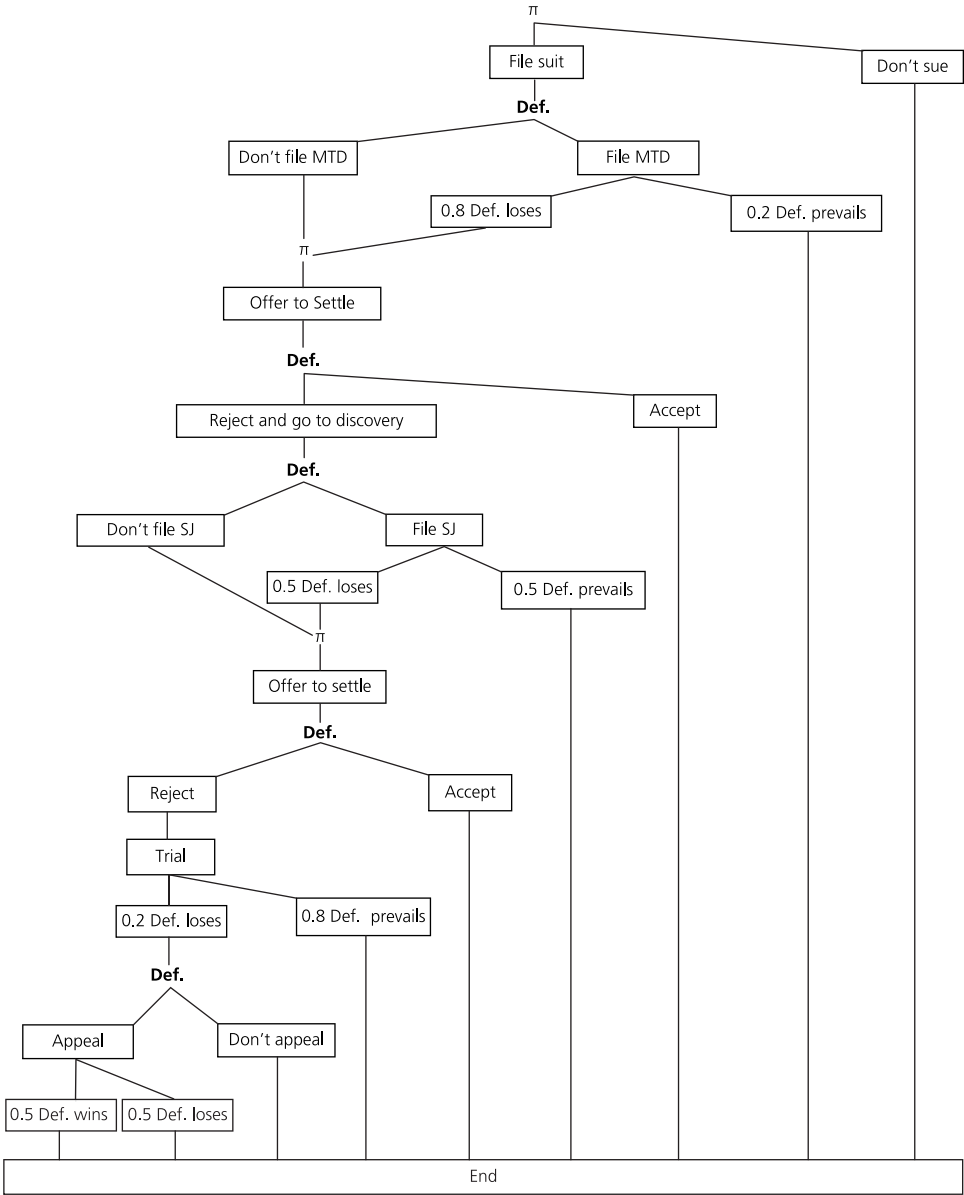 π
File suit
Don't sue
Def.
Don't file MTD
File MTD
0.8 Def. loses
0.2 Def. prevails
π
Offer to Settle
Def.
Reject and go to discovery
Accept
Def.
Don't file SJ
File SJ
0.5 Def. loses
0.5 Def. prevails
π
Offer to settle
Def.
Reject
Accept
Trial
0.2 Def. loses
0.8 Def. prevails
Def.
Appeal
Don't appeal
0.5 Def. wins
0.5 Def. loses
End